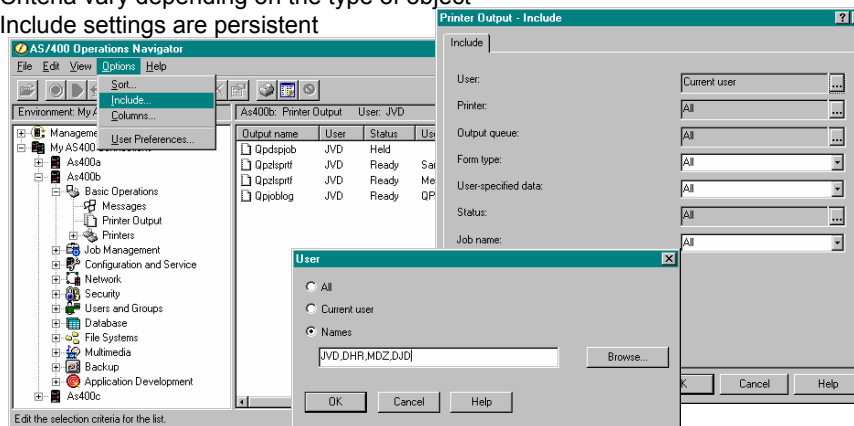 Criteria vary depending on the type of object
Include settings are persistent
AS/400 Operations Navigator
File Edit View Options Help
Sort...
Include...
Columns...
User Preferences...
Environment: My
As400b: Printer Output User: JVD
Manageme
My AS400
As400a
As400b
Basic Operations
Messages
Printer Output
Printers
Job Management
Configuration and Service
Network
Security
Users and Groups
Database
File Systems
Multimedia
Backup
Application Development
As400c
Output name User Status Use
Qpdspjob JVD Held
Qpzlsprtf JVD Ready Sar
Qpzlsprtf JVD Ready Me
Qpjoblog JVD Ready QP
Edit the selection criteria for the list.
Printer Output - Include
Include
User: Current user ...
Printer: All ...
Output queue: All ...
Form type: All
User-specified data: All
Status: All ...
Job name: All
K Cancel Help
User
All
Current user
Names
JVD,DHR,MDZ,DJD
Browse...
OK Cancel Help